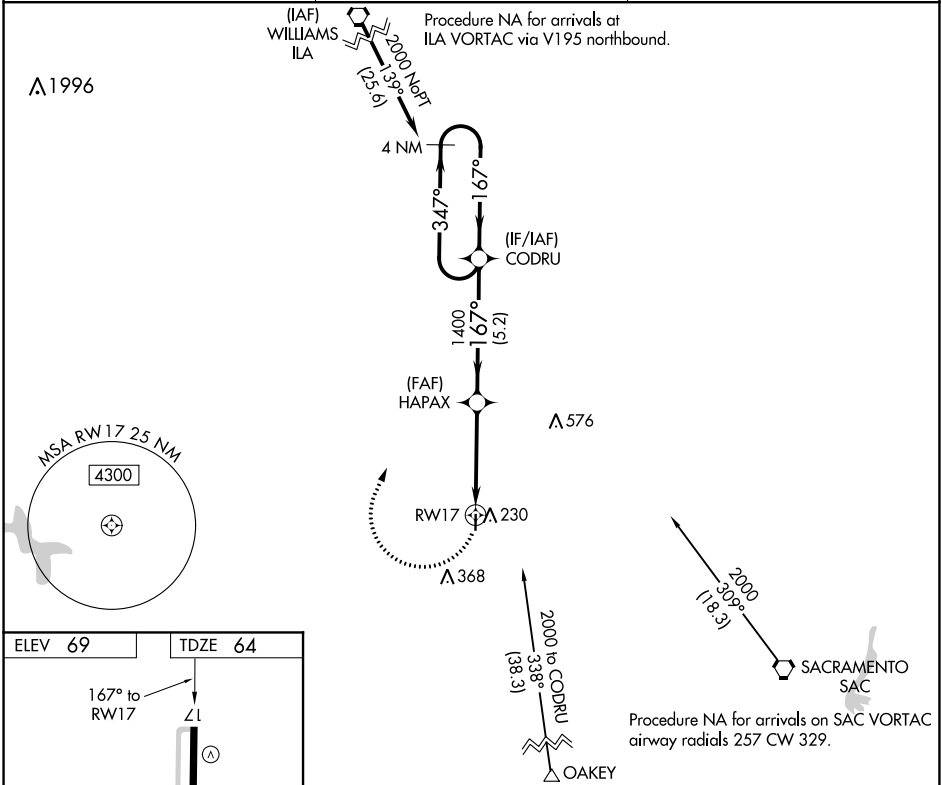 (IAF)
WILLIAMS
ILA
Procedure NA for arrivals at
ILA VORTAC via V195 northbound.
2000 NoPT
139°
(25.6)
1996
4 NM
347°
167°
(IF/IAF)
CODRU
1400
167°
(5.2)
(FAF)
HAPAX
576
MSA RW17 25 NM
4300
RW17
230
368
2000
309°
(18.3)
2000 to CODRU
338°
(38.3)
SACRAMENTO
SAC
Procedure NA for arrivals on SAC VORTAC
airway radials 257 CW 329.
OAKEY
ELEV 69
TDZE 64
167° to
RW17
17
V